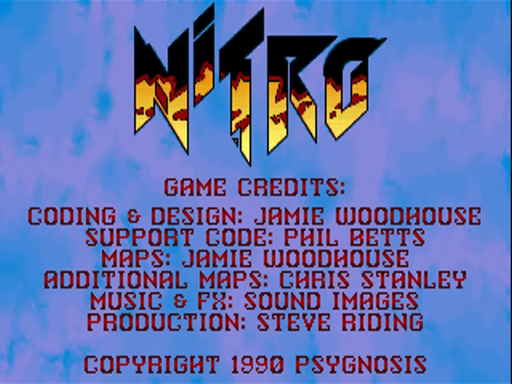 NITRO
GAME CREDITS:
CODING & DESIGN: JAMIE WOODHOUSE
SUPPORT CODE: PHIL BETTS
MAPS: JAMIE WOODHOUSE
ADDITIONAL MAPS: CHRIS STANLEY
MUSIC & FX: SOUND IMAGES
PRODUCTION: STEVE RIDING
COPYRIGHT 1990 PSYGNOSIS